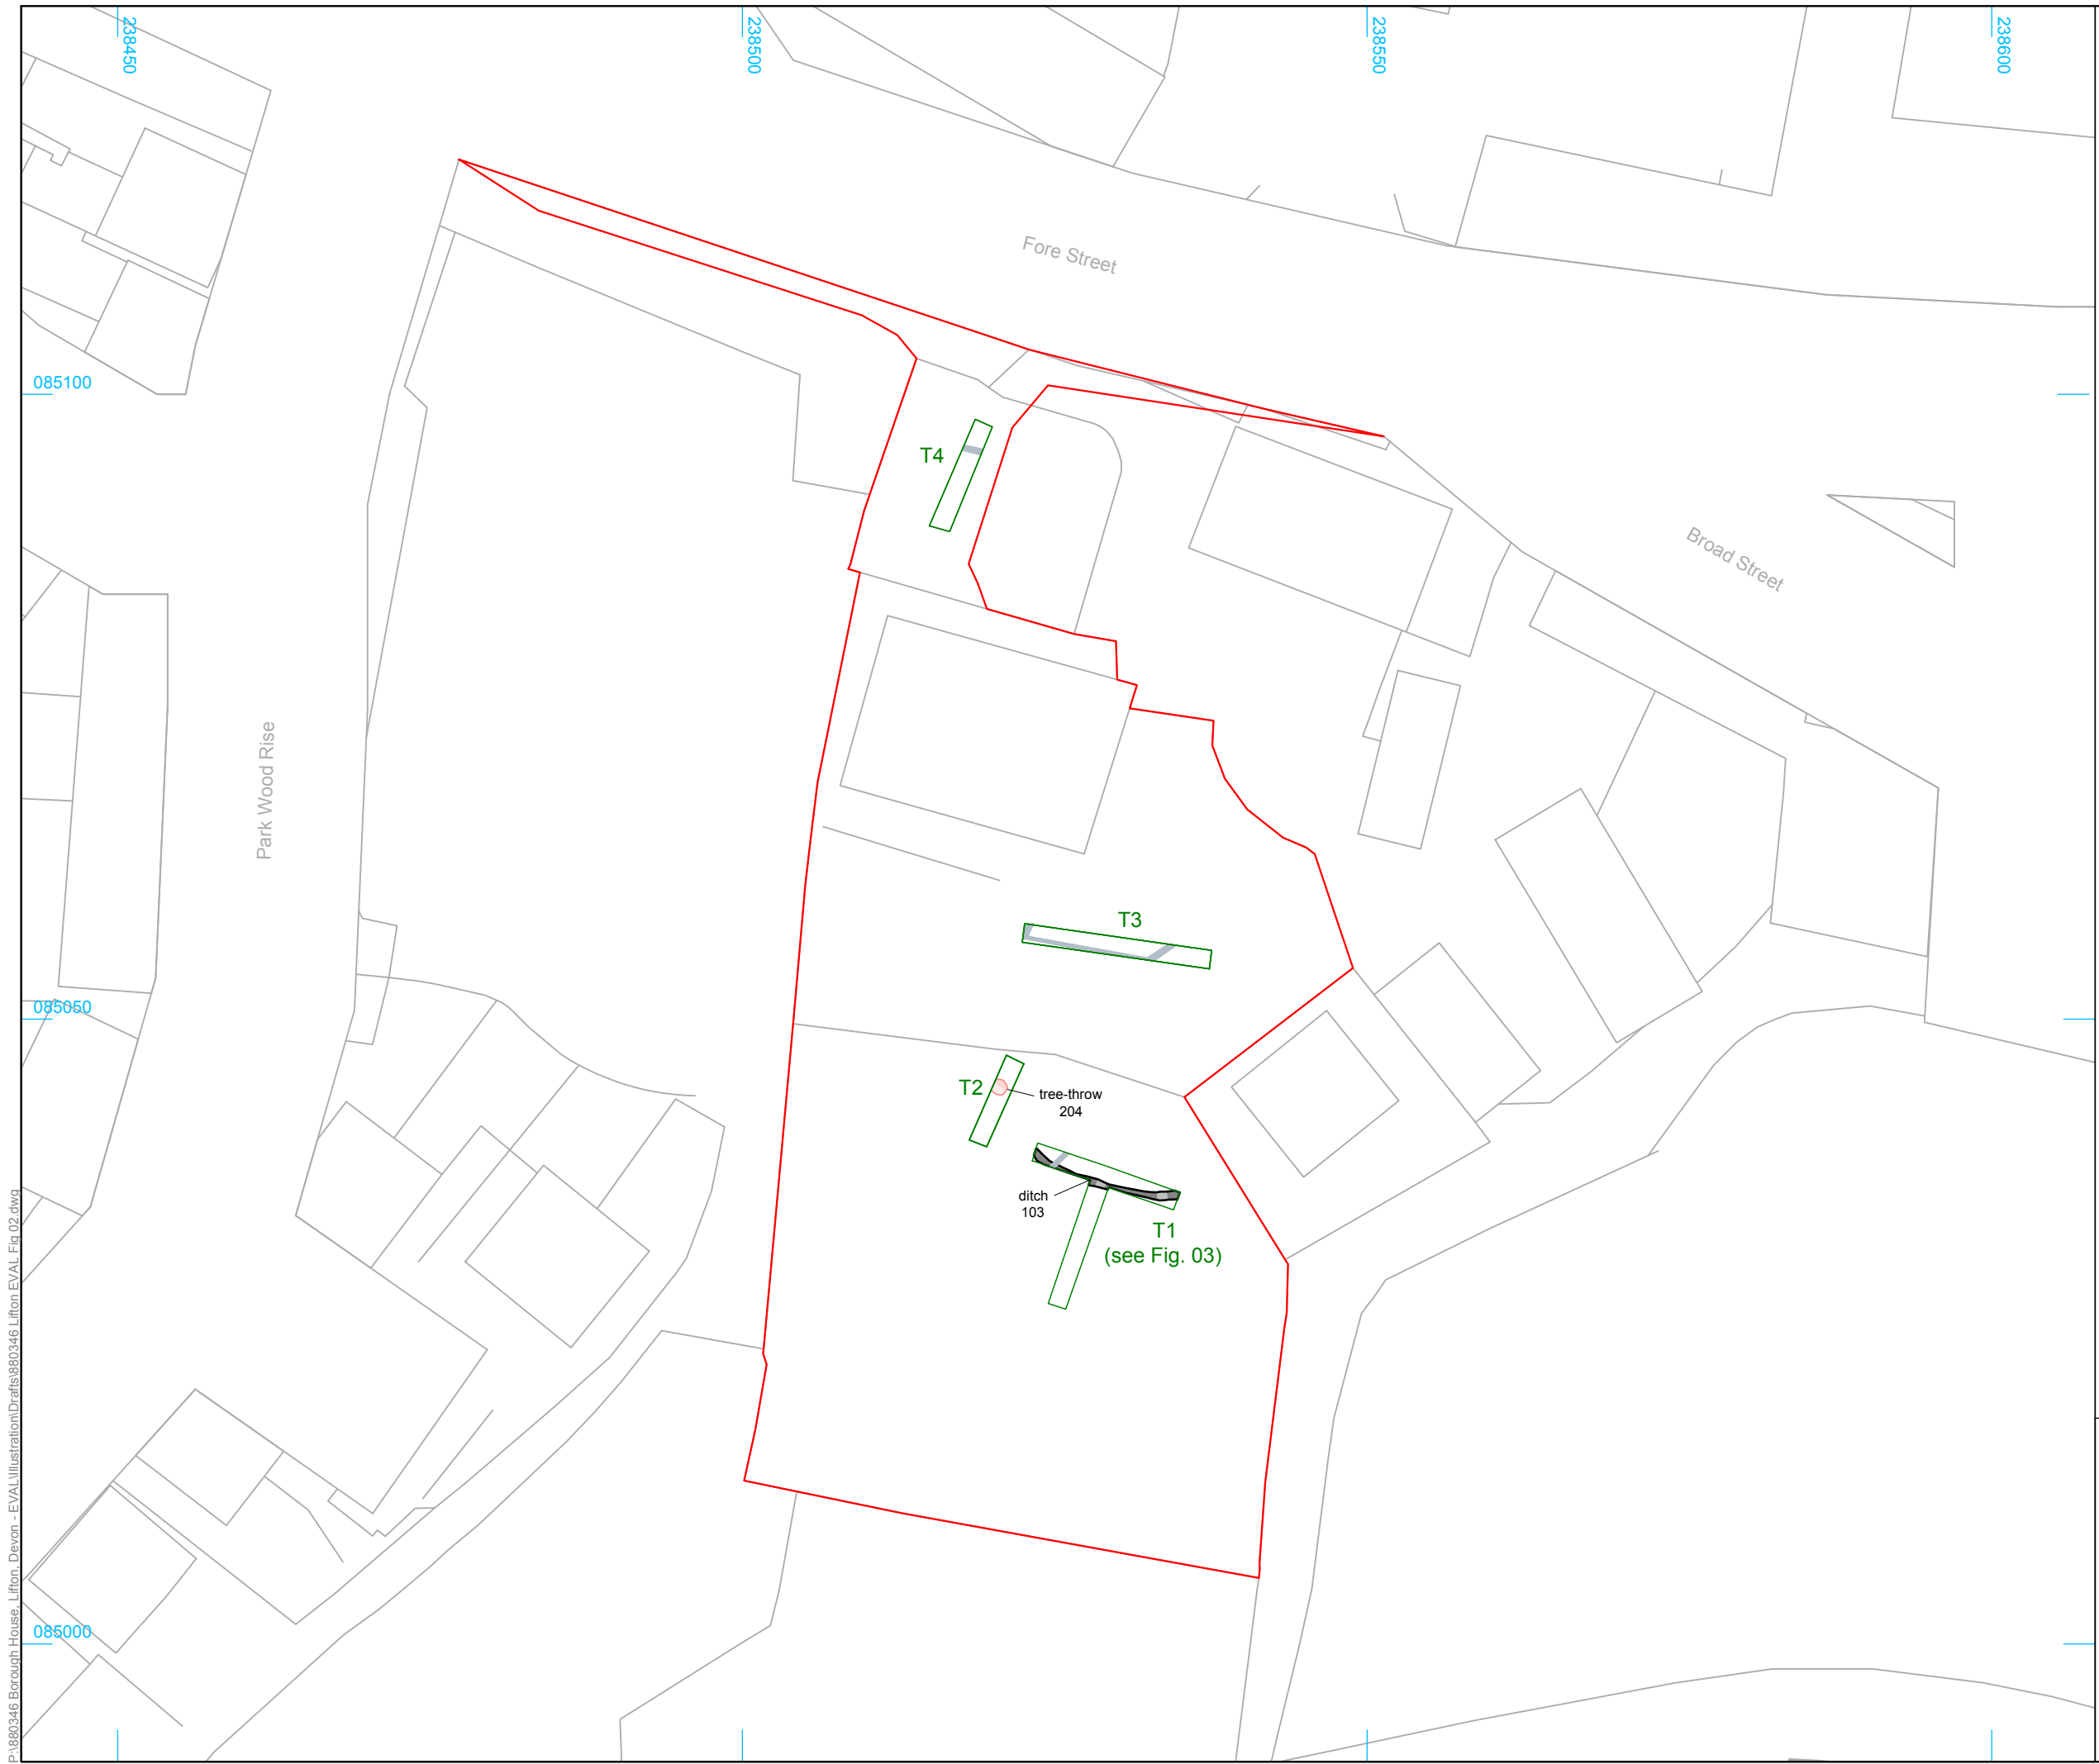 238450
238500
238550
238600
Fore Street
085100
T4
Broad Street
Park Wood Rise
T3
085050
T2
tree-throw
204
ditch
103
T1
(see Fig. 03)
085000
P:\880346 Borough House, Lifton, Devon - EVAL\Illustration\Drafts\880346 Lifton EVAL Fig 02.dwg